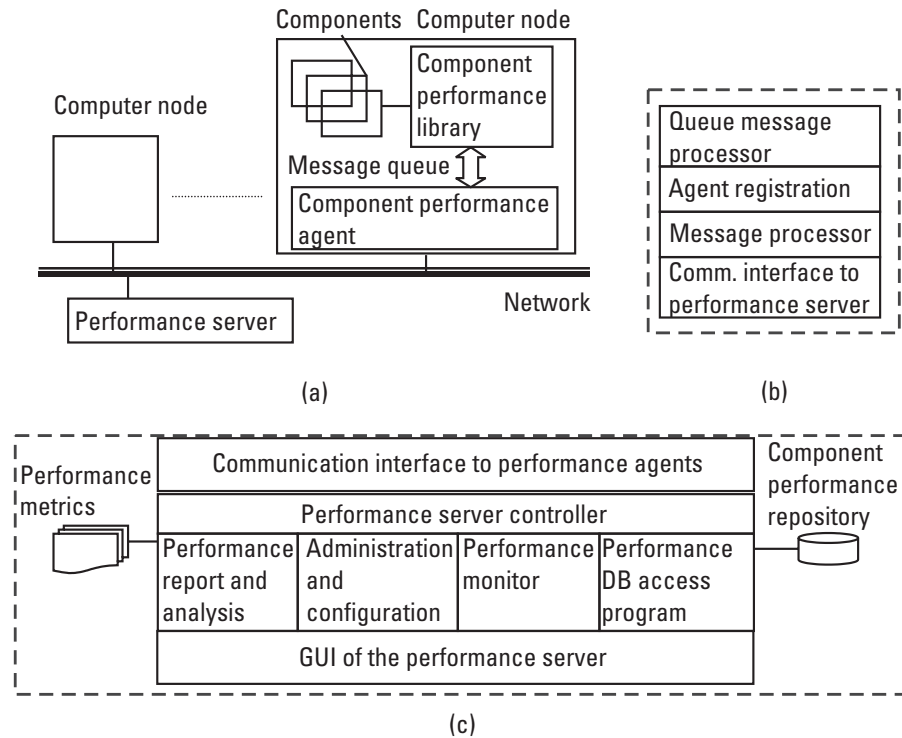 Components
Computer node
Component
performance
library
Computer node
Message queue
Component performance
agent
Network
Performance server
(a)
Queue message
processor
Agent registration
Message processor
Comm. interface to
performance server
(b)
Communication interface to performance agents
Performance
metrics
Component
performance
repository
Performance server controller
Performance
report and
analysis
Administration
and
configuration
Performance
monitor
Performance
DB access
program
GUI of the performance server
(c)